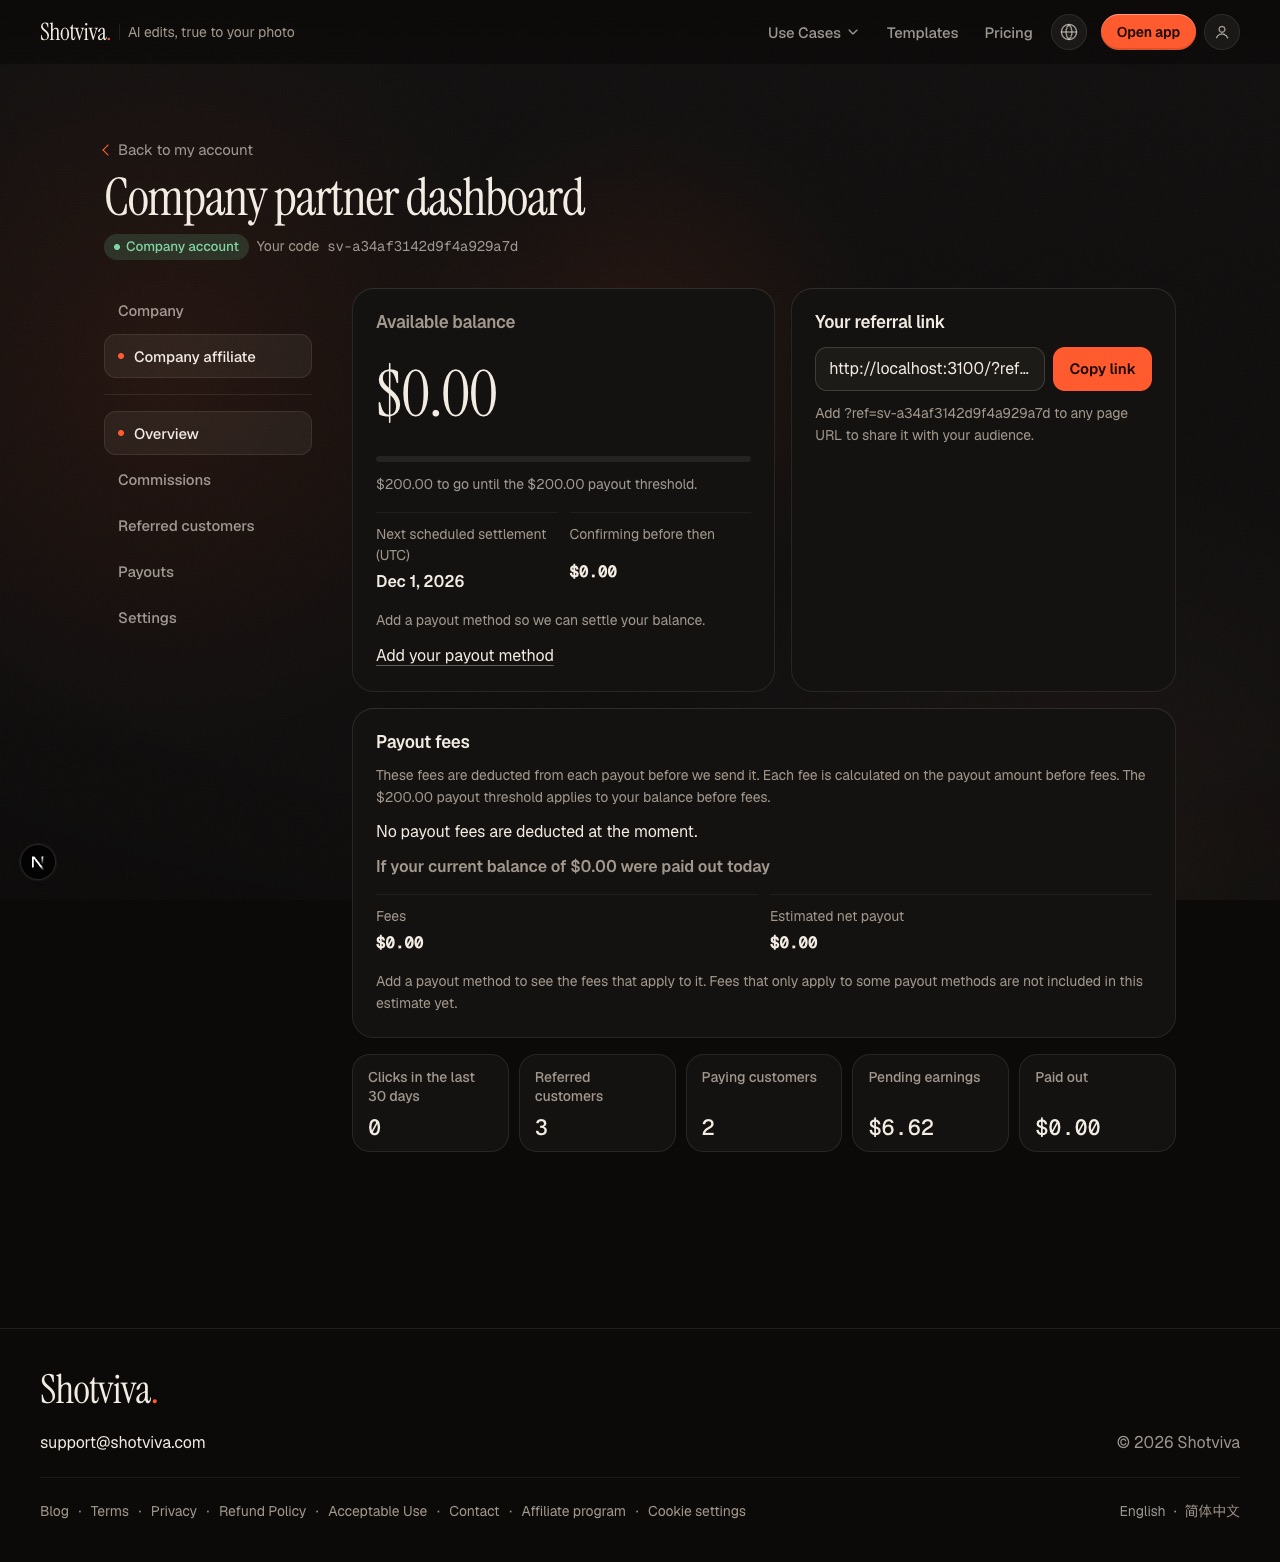 Shotviva.
AI edits, true to your photo
Use Cases
Templates
Pricing
Open app
Back to my account
Company partner dashboard
Company account
Your code sv-a34af3142d9f4a929a7d
Company
Company affiliate
Overview
Commissions
Referred customers
Payouts
Settings
Available balance
$0.00
$200.00 to go until the $200.00 payout threshold.
Next scheduled settlement
(UTC)
Dec 1, 2026
Confirming before then
$0.00
Add a payout method so we can settle your balance.
Add your payout method
Your referral link
http://localhost:3100/?ref…
Copy link
Add ?ref=sv-a34af3142d9f4a929a7d to any page
URL to share it with your audience.
Payout fees
These fees are deducted from each payout before we send it. Each fee is calculated on the payout amount before fees. The
$200.00 payout threshold applies to your balance before fees.
No payout fees are deducted at the moment.
If your current balance of $0.00 were paid out today
Fees
$0.00
Estimated net payout
$0.00
Add a payout method to see the fees that apply to it. Fees that only apply to some payout methods are not included in this
estimate yet.
Clicks in the last
30 days
0
Referred
customers
3
Paying customers
2
Pending earnings
$6.62
Paid out
$0.00
N
Shotviva.
support@shotviva.com
© 2026 Shotviva
Blog · Terms · Privacy · Refund Policy · Acceptable Use · Contact · Affiliate program · Cookie settings
English · 简体中文